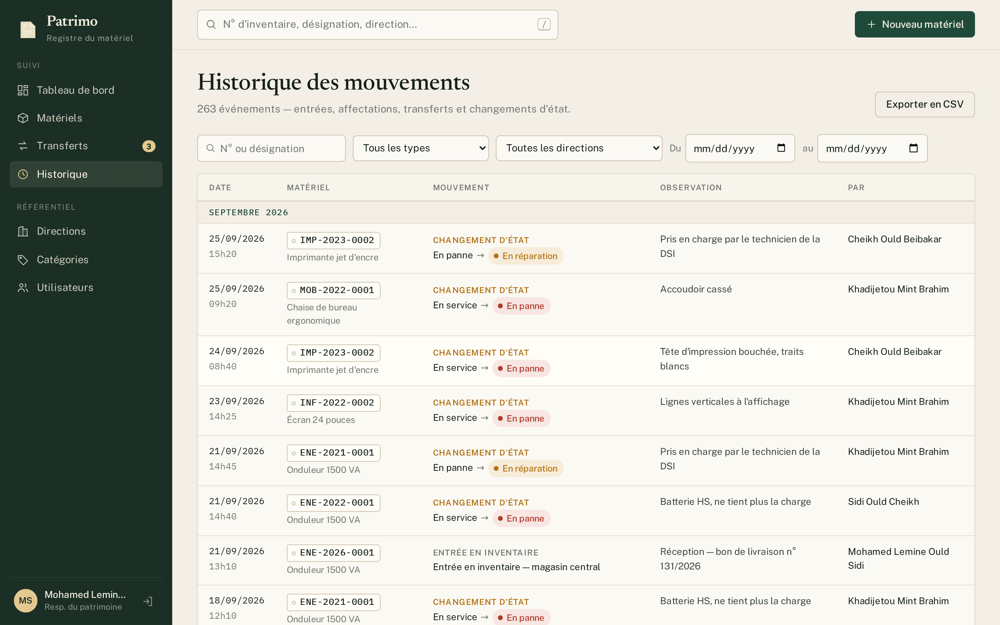 Patrimo
Registre du matériel
SUIVI
Tableau de bord
Matériels
Transferts 3
Historique
RÉFÉRENTIEL
Directions
Catégories
Utilisateurs
MS
Mohamed Lemin...
Resp. du patrimoine
N° d'inventaire, désignation, direction... /
+ Nouveau matériel
Historique des mouvements
263 événements — entrées, affectations, transferts et changements d'état.
Exporter en CSV
N° ou désignation
Tous les types
Toutes les directions
Du mm/dd/yyyy au mm/dd/yyyy
DATE MATÉRIEL MOUVEMENT OBSERVATION PAR
SEPTEMBRE 2026
25/09/2026 IMP-2023-0002 CHANGEMENT D'ÉTAT Pris en charge par le technicien de la Cheikh Ould Beibakar
15h20 Imprimante jet d'encre En panne → En réparation DSI
25/09/2026 MOB-2022-0001 CHANGEMENT D'ÉTAT Accoudoir cassé Khadijetou Mint Brahim
09h20 Chaise de bureau En service → En panne
ergonomique
24/09/2026 IMP-2023-0002 CHANGEMENT D'ÉTAT Tête d'impression bouchée, traits Cheikh Ould Beibakar
08h40 Imprimante jet d'encre En service → En panne blancs
23/09/2026 INF-2022-0002 CHANGEMENT D'ÉTAT Lignes verticales à l'affichage Khadijetou Mint Brahim
14h25 Écran 24 pouces En service → En panne
21/09/2026 ENE-2021-0001 CHANGEMENT D'ÉTAT Pris en charge par le technicien de la Khadijetou Mint Brahim
14h45 Onduleur 1500 VA En panne → En réparation DSI
21/09/2026 ENE-2022-0001 CHANGEMENT D'ÉTAT Batterie HS, ne tient plus la charge Sidi Ould Cheikh
14h40 Onduleur 1500 VA En service → En panne
21/09/2026 ENE-2026-0001 ENTRÉE EN INVENTAIRE Réception — bon de livraison n° Mohamed Lemine Ould
13h10 Onduleur 1500 VA Entrée en inventaire — magasin central 131/2026 Sidi
18/09/2026 ENE-2021-0001 CHANGEMENT D'ÉTAT Batterie HS, ne tient plus la charge Khadijetou Mint Brahim
12h10 Onduleur 1500 VA En service → En panne